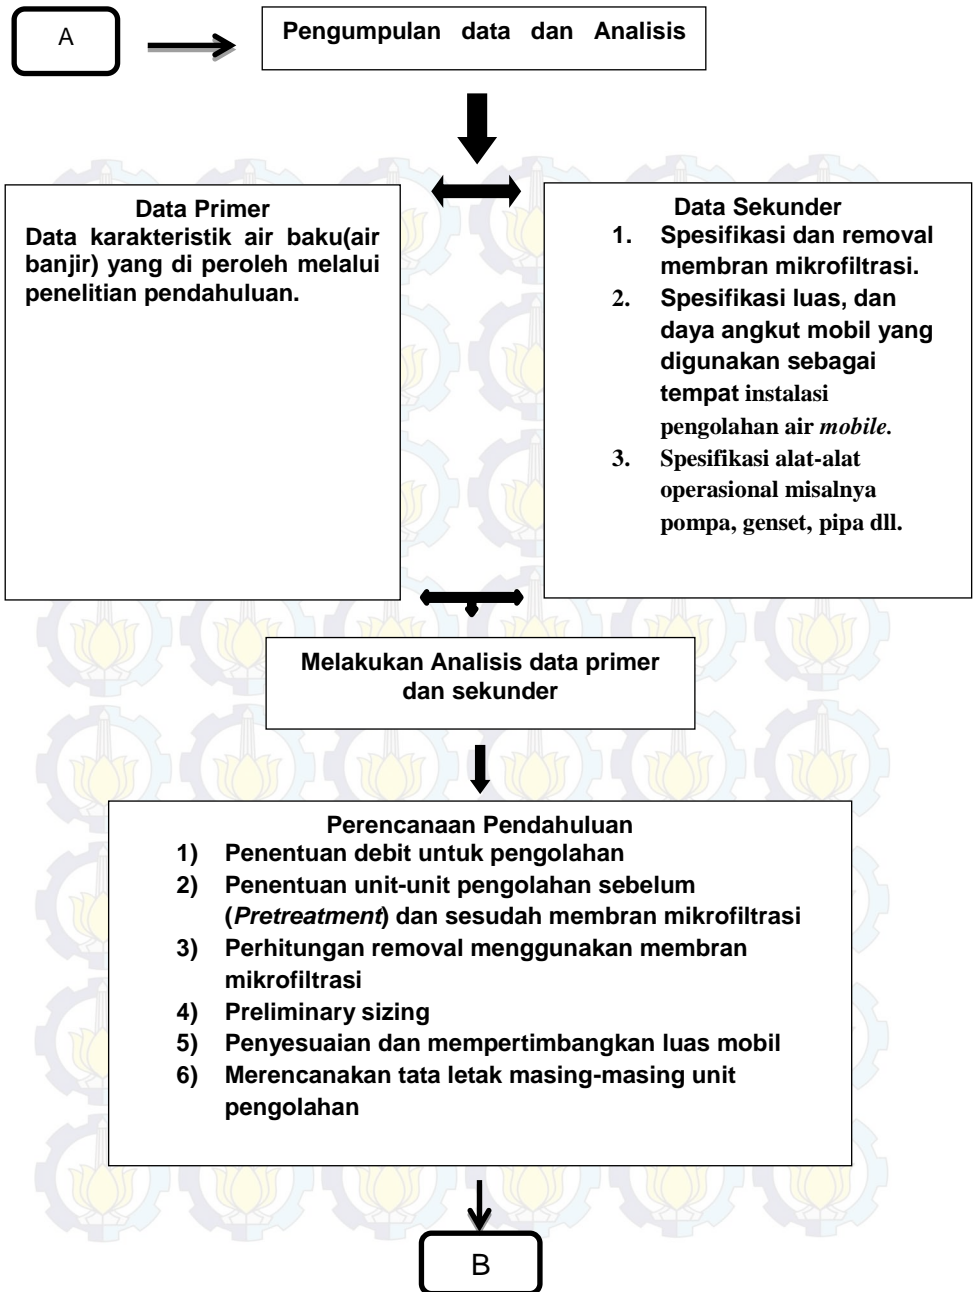 A
Pengumpulan data dan Analisis
Data Primer
Data karakteristik air baku(air
banjir) yang di peroleh melalui
penelitian pendahuluan.
Data Sekunder
1. Spesifikasi dan removal
membran mikrofiltrasi.
2. Spesifikasi luas, dan
daya angkut mobil yang
digunakan sebagai
tempat instalasi
pengolahan air mobile.
3. Spesifikasi alat-alat
operasional misalnya
pompa, genset, pipa dll.
Melakukan Analisis data primer
dan sekunder
Perencanaan Pendahuluan
1) Penentuan debit untuk pengolahan
2) Penentuan unit-unit pengolahan sebelum
(Pretreatment) dan sesudah membran mikrofiltrasi
3) Perhitungan removal menggunakan membran
mikrofiltrasi
4) Preliminary sizing
5) Penyesuaian dan mempertimbangkan luas mobil
6) Merencanakan tata letak masing-masing unit
pengolahan
B